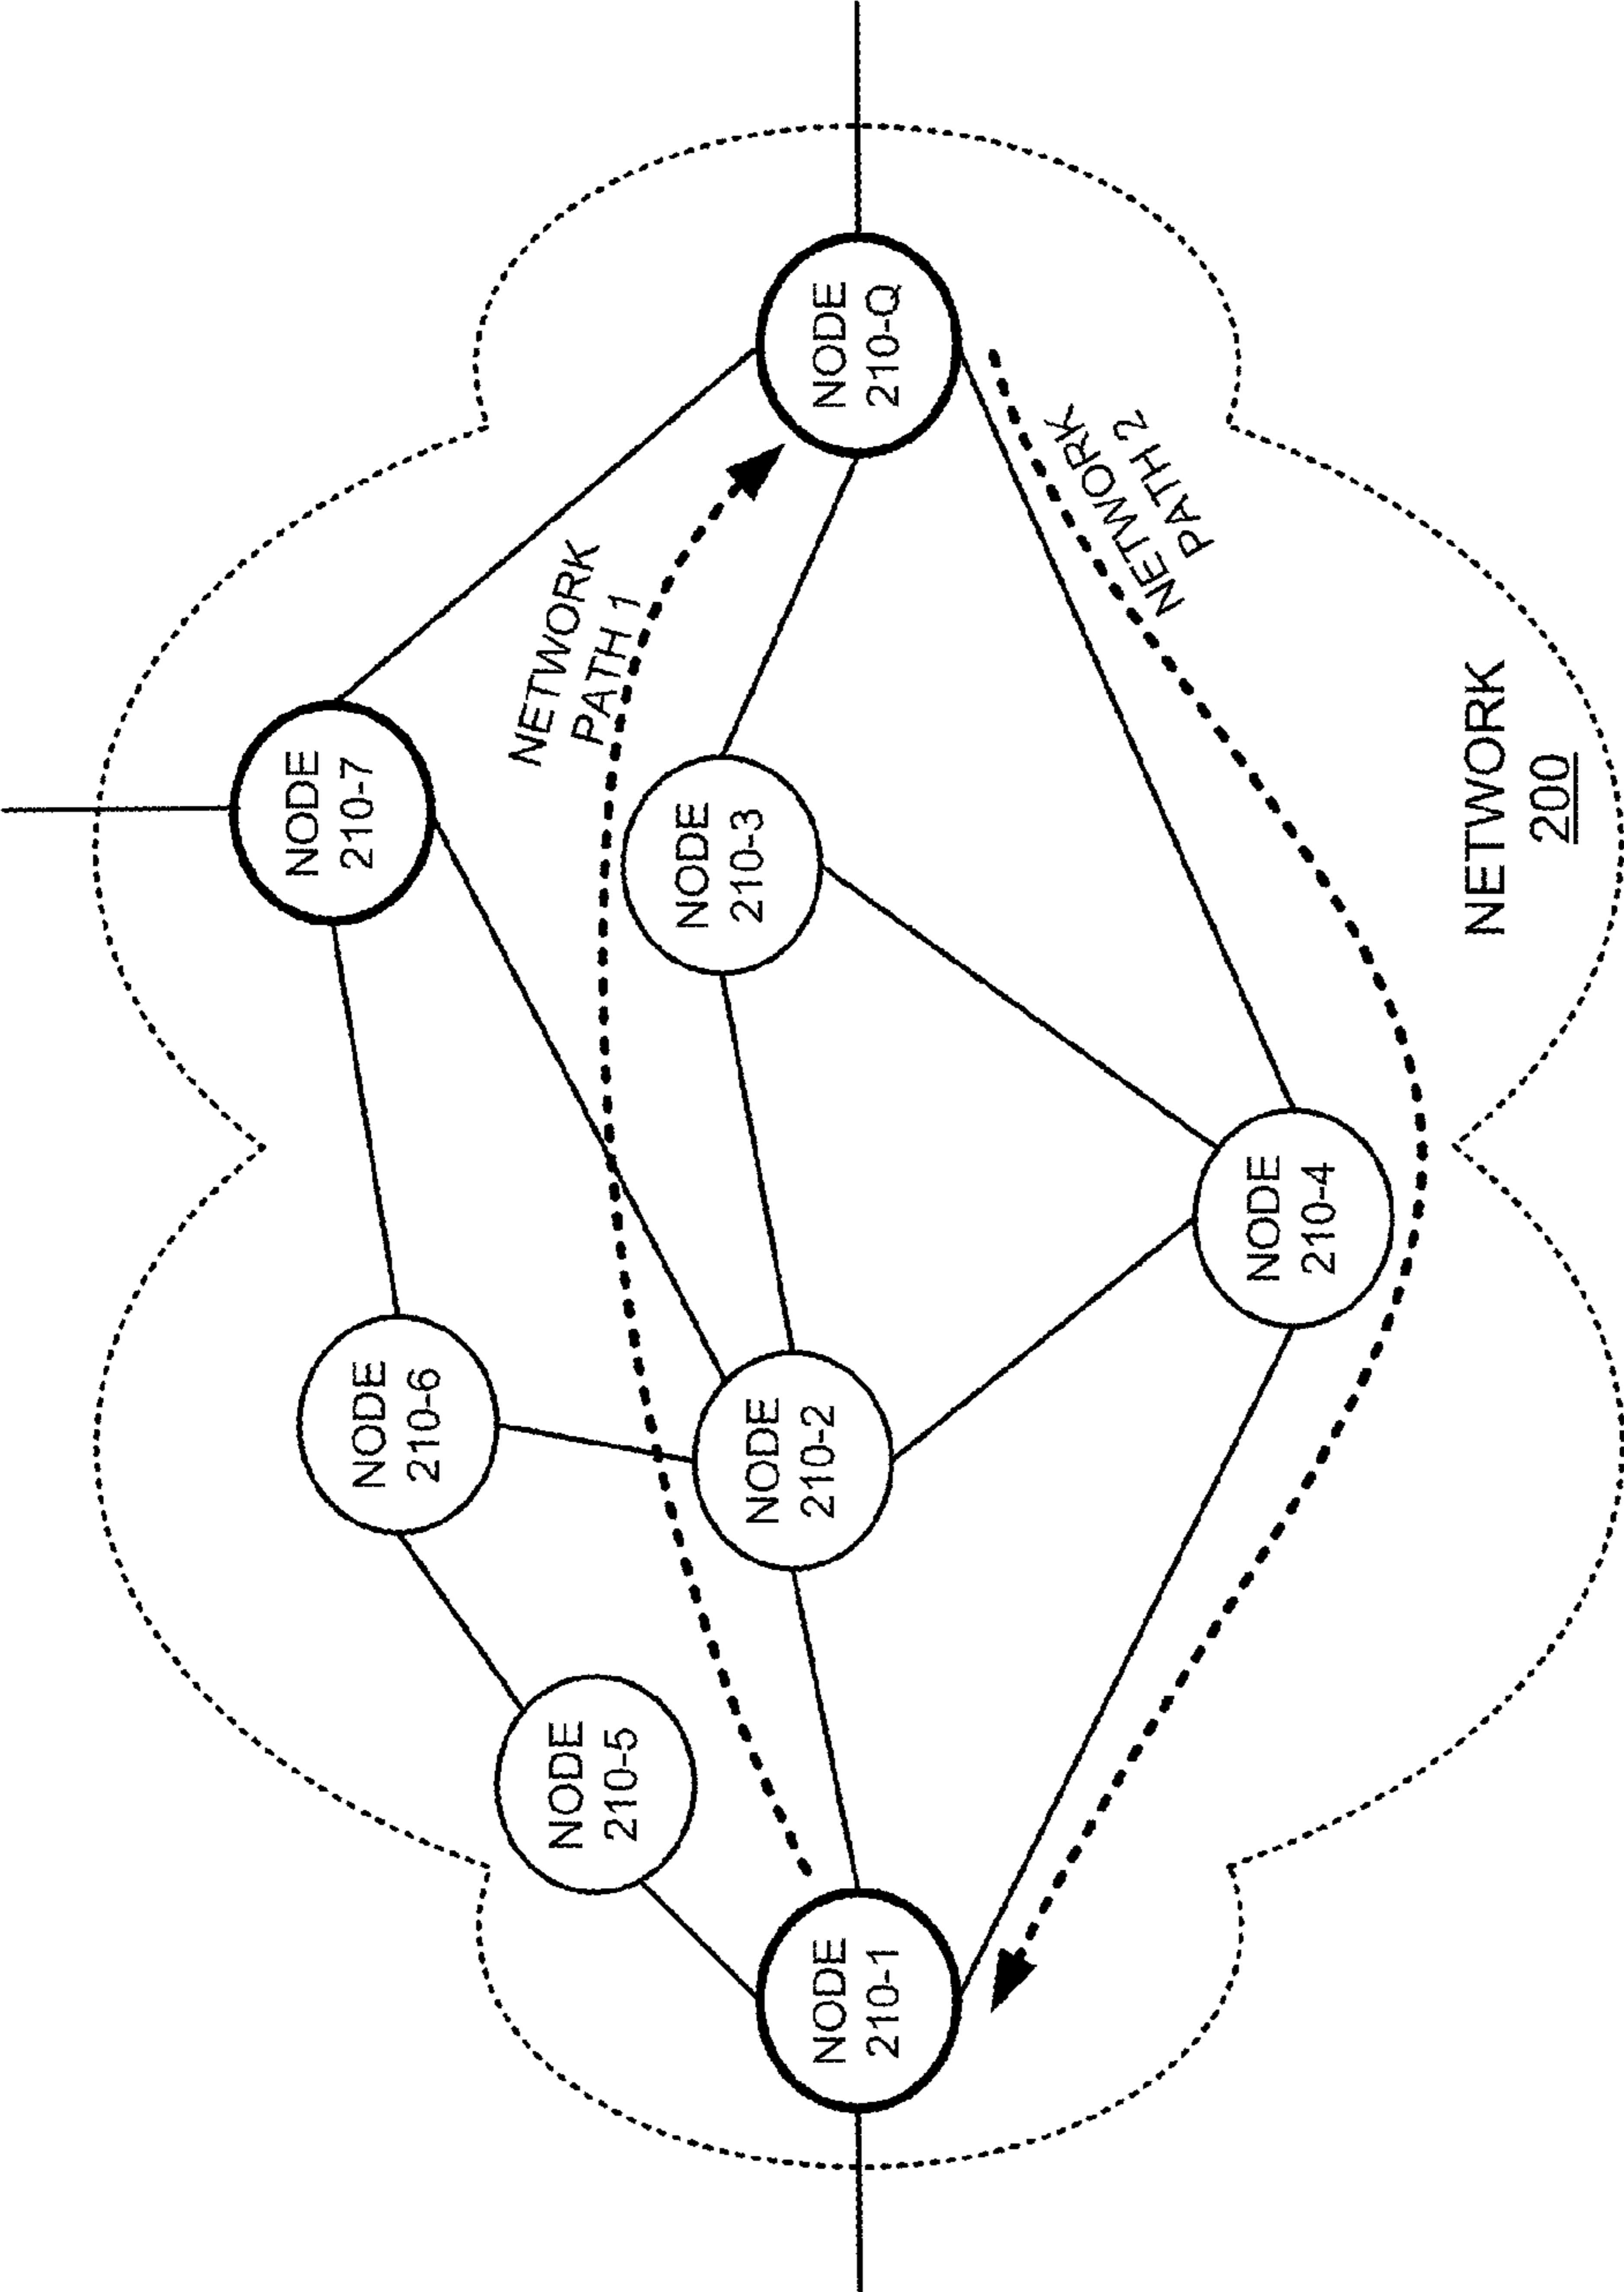 NODE
210-7
NODE
210-6
NODE
210-5
NETWORK
PATH 1
NODE
210-3
NODE
210-2
NODE
210-1
NODE
210-Q
NETWORK
PATH 2
NODE
210-4
NETWORK
200